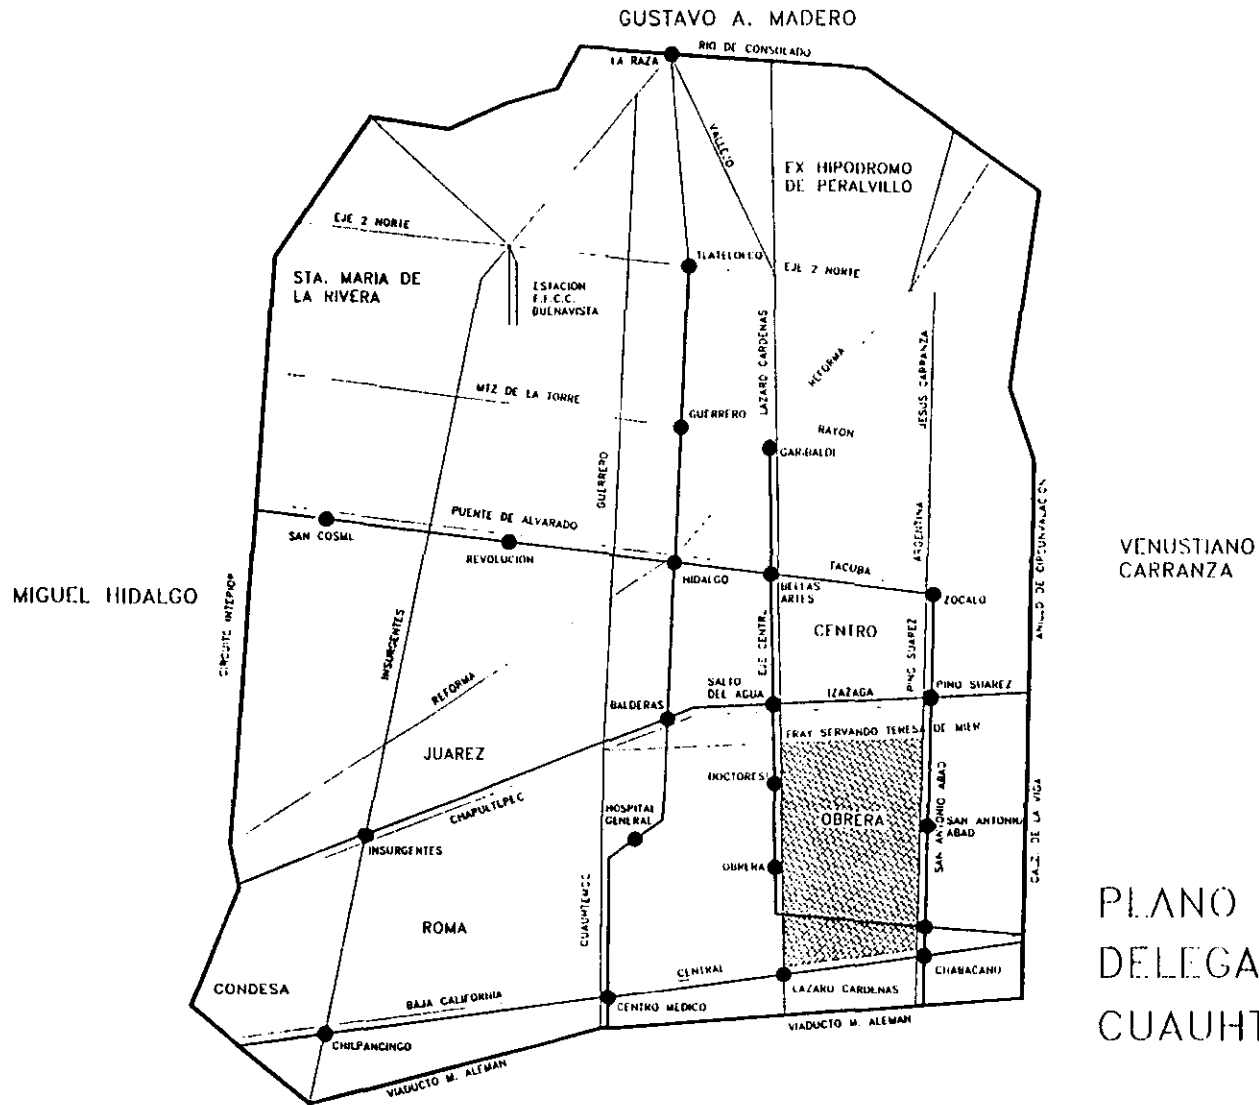 GUSTAVO A. MADERO
RIO DE CONSULADO
LA RAZA
VALLEJO
EX HIPODROMO
DE PERALVILLO
EJE 2 NORTE
TLATELOLCO
EJE 2 NORTE
STA. MARIA DE
LA RIVERA
ESTACION
F.F.C.C.
BUENAVISTA
LAZARO CARDENAS
REFORMA
JESUS CARRANZA
MTZ DE LA TORRE
GUERRERO
RAYON
GARIBALDI
GUERRERO
PUENTE DE ALVARADO
SAN COSME
REVOLUCION
HIDALGO
BELLAS
ARTES
TACUBA
ARGENTINA
ZOCALO
ANILLO DE CIRCUNVALACION
VENUSTIANO
CARRANZA
MIGUEL HIDALGO
CIRCUITO INTERIOR
INSURGENTES
CENTRO
EJE CENTRAL
PINO SUAREZ
REFORMA
SALTO
DEL AGUA
IZAZAGA
PINO SUAREZ
BALDERAS
FRAY SERVANDO TERESA DE MIER
JUAREZ
DOCTORES
CHAPULTEPEC
HOSPITAL
GENERAL
OBRERA
SAN ANTONIO ABAD
SAN ANTONIO
ABAD
CALZ. DE LA VIGA
INSURGENTES
OBRERA
CUAUHTEMOC
ROMA
PLANO
DELEGA
CUAUHT
CONDESA
CENTRAL
CHABACANO
BAJA CALIFORNIA
CENTRO MEDICO
LAZARO CARDENAS
VIADUCTO M. ALEMAN
CHILPANCINGO
VIADUCTO M. ALEMAN